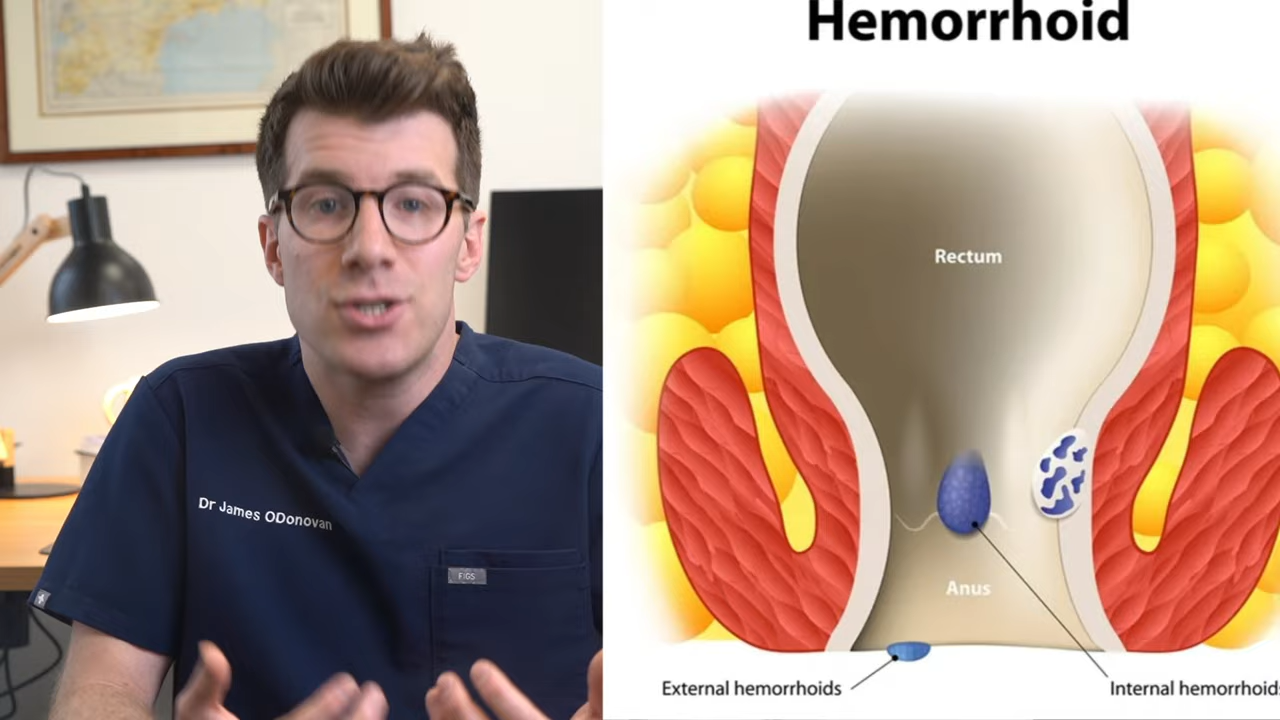 Hemorrhoid
Rectum
Dr James ODonovan
FIGS
Anus
External hemorrhoids
Internal hemorrhoids